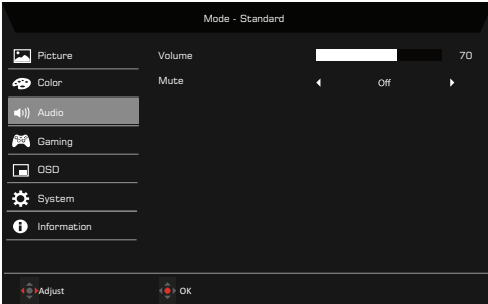 Mode - Standard
Picture
Volume 70
Color
Mute Off
Audio
Gaming
OSD
System
Information
Adjust OK